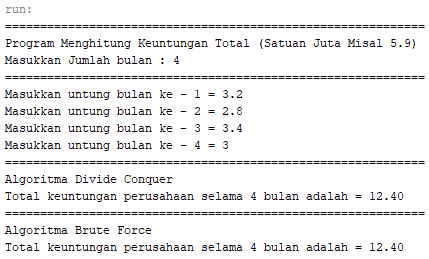 run:
============================================================
Program Menghitung Keuntungan Total (Satuan Juta Misal 5.9)
Masukkan Jumlah bulan : 4
============================================================
Masukkan untung bulan ke - 1 = 3.2
Masukkan untung bulan ke - 2 = 2.8
Masukkan untung bulan ke - 3 = 3.4
Masukkan untung bulan ke - 4 = 3
============================================================
Algoritma Divide Conquer
Total keuntungan perusahaan selama 4 bulan adalah = 12.40
============================================================
Algoritma Brute Force
Total keuntungan perusahaan selama 4 bulan adalah = 12.40